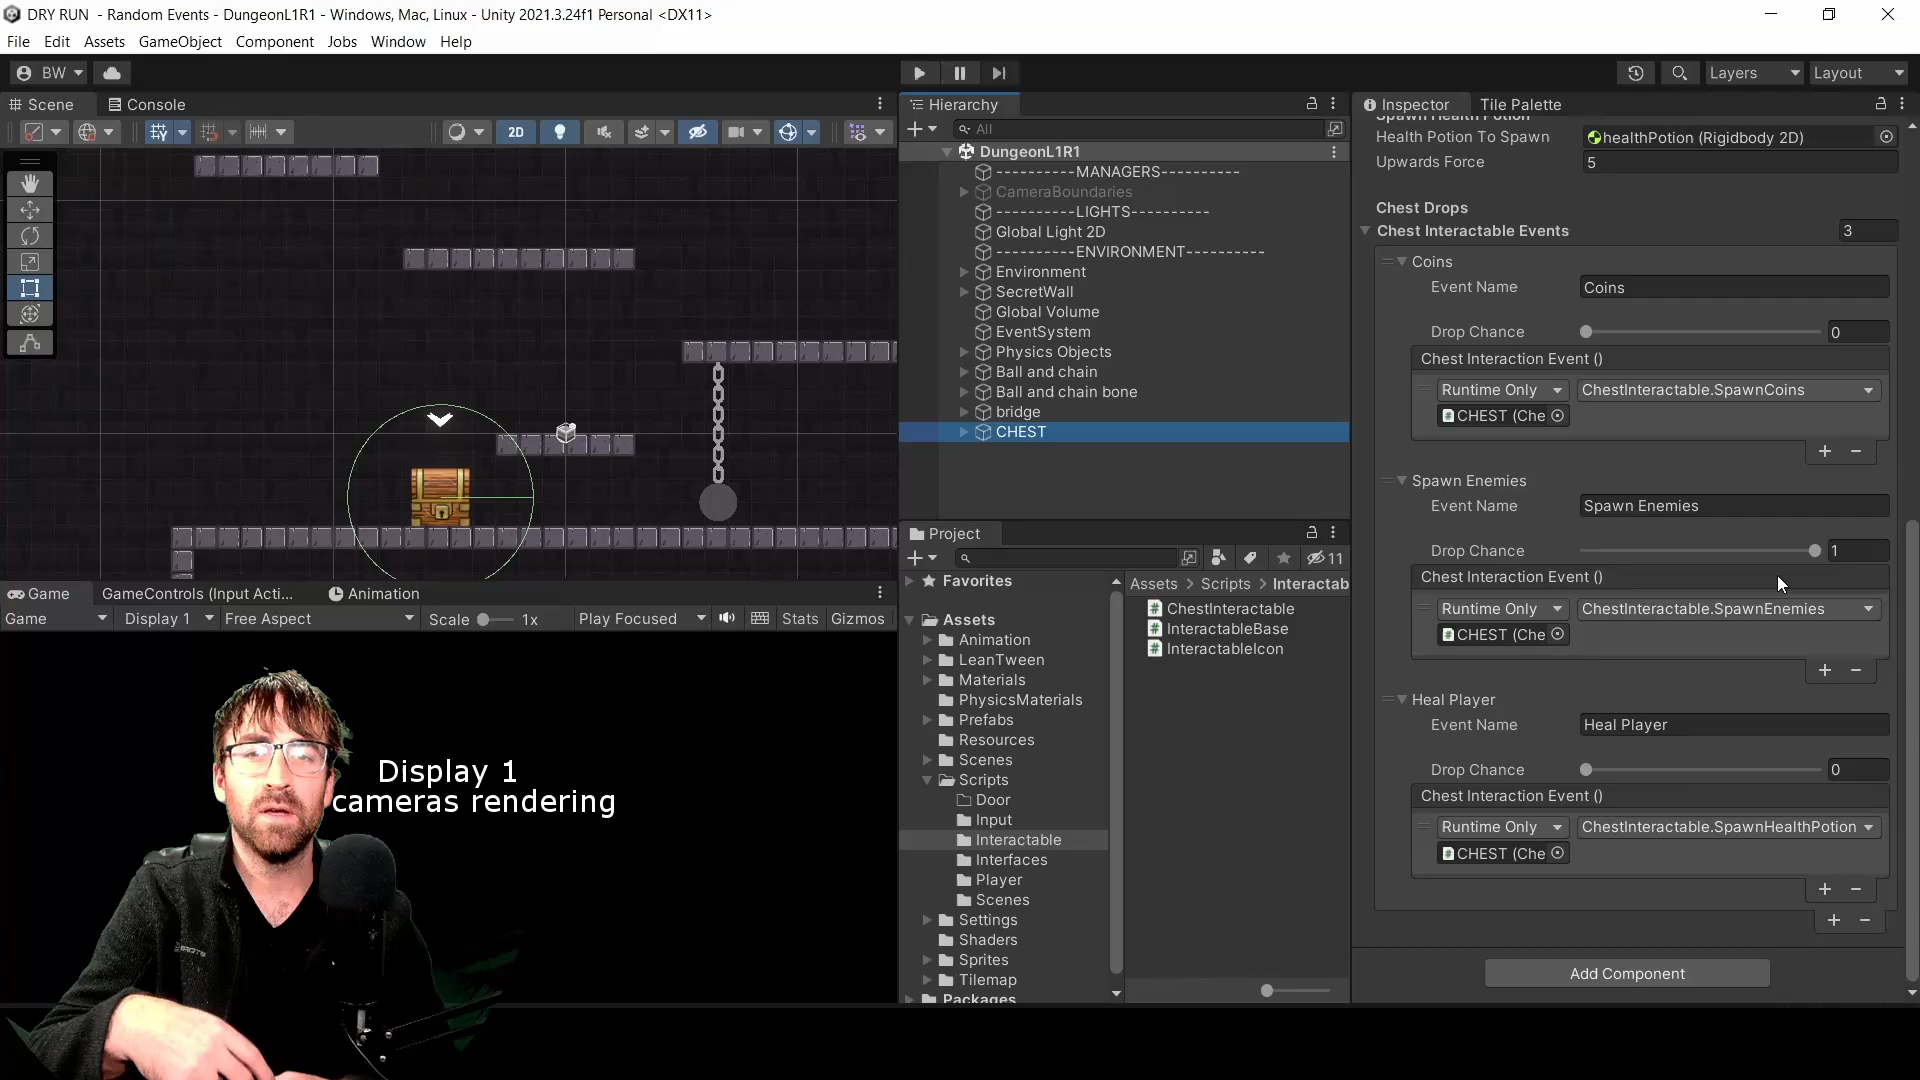 DRY RUN - Random Events - DungeonL1R1 - Windows, Mac, Linux - Unity 2021.3.24f1 Personal <DX11>
File Edit Assets GameObject Component Jobs Window Help
BW
Layers
Layout
Scene
Console
2D
Hierarchy
All
DungeonL1R1
----------MANAGERS----------
CameraBoundaries
----------LIGHTS----------
Global Light 2D
----------ENVIRONMENT----------
Environment
SecretWall
Global Volume
EventSystem
Physics Objects
Ball and chain
Ball and chain bone
bridge
CHEST
Inspector
Tile Palette
Spawn Health Potion
Health Potion To Spawn
healthPotion (Rigidbody 2D)
Upwards Force
5
Chest Drops
Chest Interactable Events
3
Coins
Event Name
Coins
Drop Chance
0
Chest Interaction Event ()
Runtime Only
ChestInteractable.SpawnCoins
CHEST (Che
Spawn Enemies
Event Name
Spawn Enemies
Drop Chance
1
Chest Interaction Event ()
Runtime Only
ChestInteractable.SpawnEnemies
CHEST (Che
Heal Player
Event Name
Heal Player
Drop Chance
0
Chest Interaction Event ()
Runtime Only
ChestInteractable.SpawnHealthPotion
CHEST (Che
Add Component
Project
11
Favorites
Assets
Animation
LeanTween
Materials
PhysicsMaterials
Prefabs
Resources
Scenes
Scripts
Door
Input
Interactable
Interfaces
Player
Scenes
Settings
Shaders
Sprites
Tilemap
Packages
Assets > Scripts > Interactab
ChestInteractable
InteractableBase
InteractableIcon
Game
GameControls (Input Acti...
Animation
Game
Display 1
Free Aspect
Scale
1x
Play Focused
Stats
Gizmos
Display 1
cameras rendering